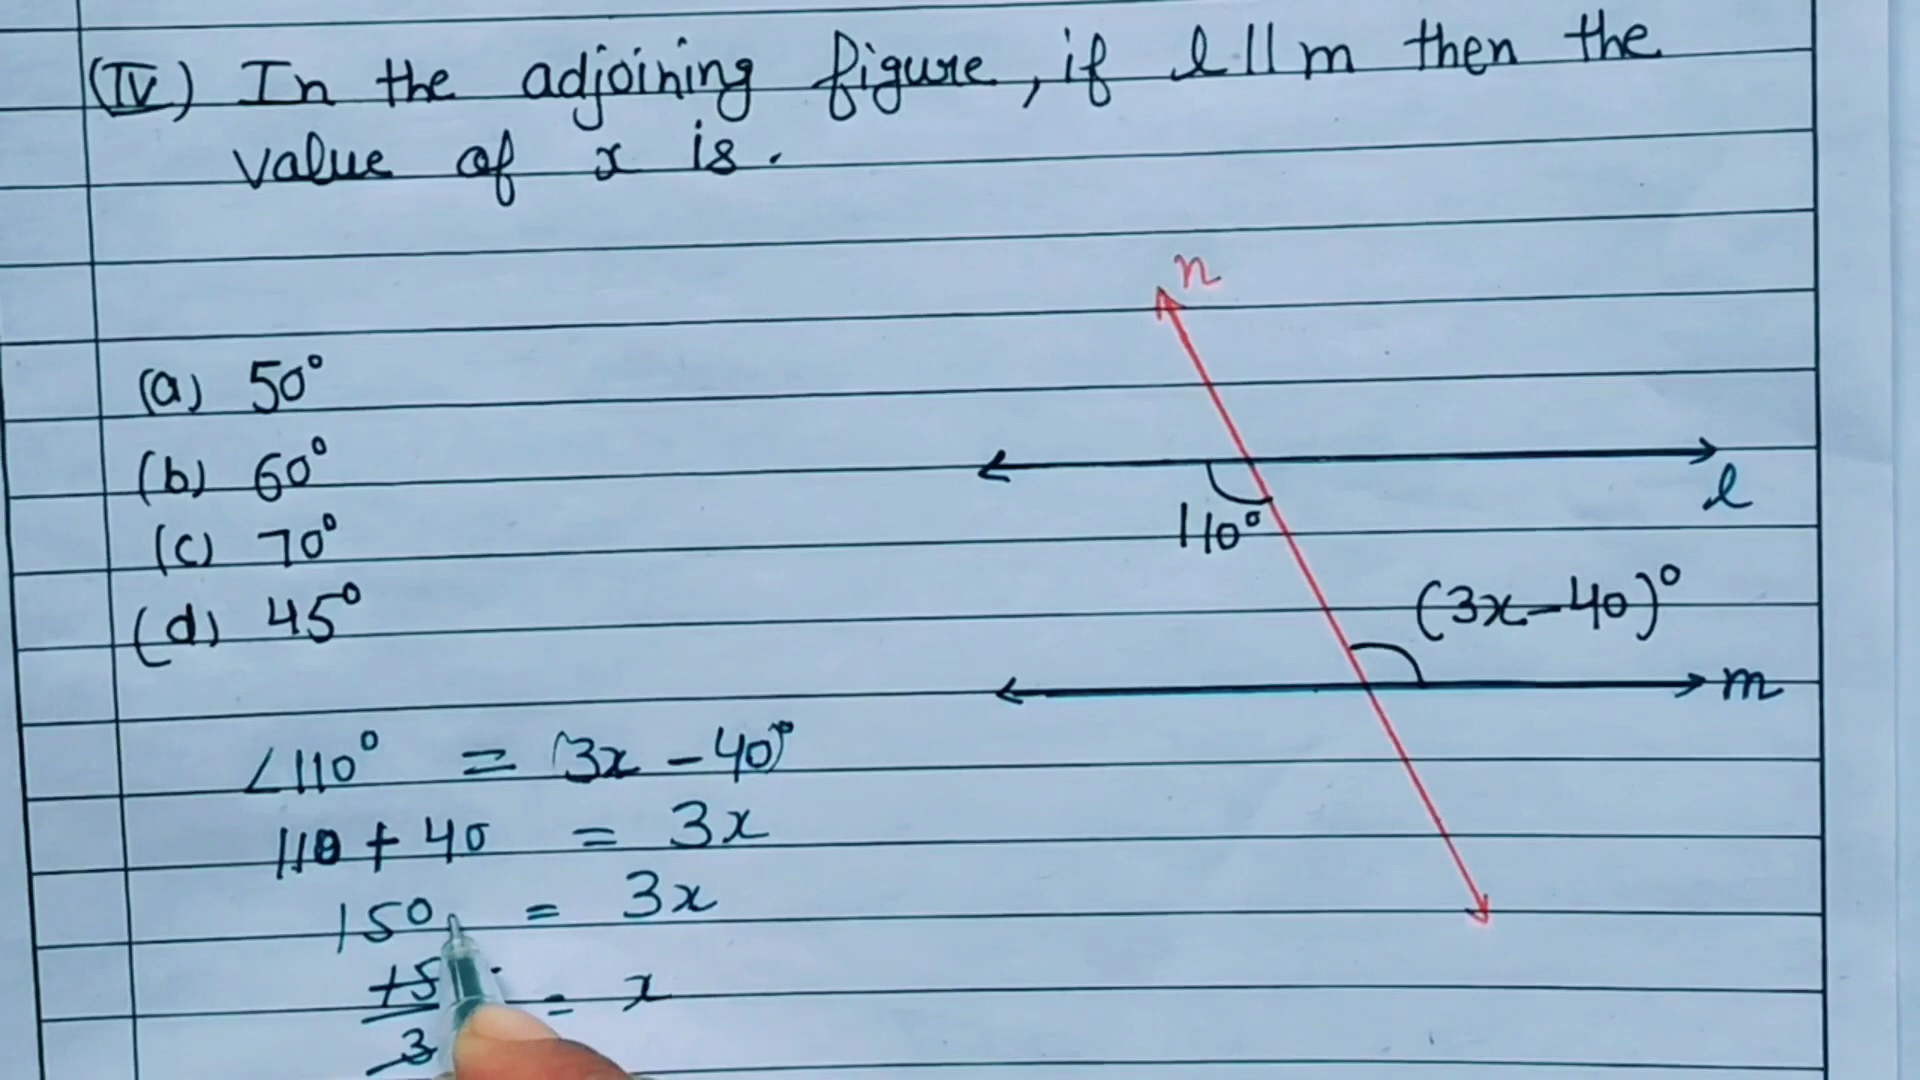 (IV) In the adjoining figure, if l || m then the
value of x is.
n
(a) 50°
(b) 60°
(c) 70°
(d) 45°
l
110°
(3x-40)°
m
∠110° = (3x - 40)°
110 + 40 = 3x
150 = 3x
= x
3